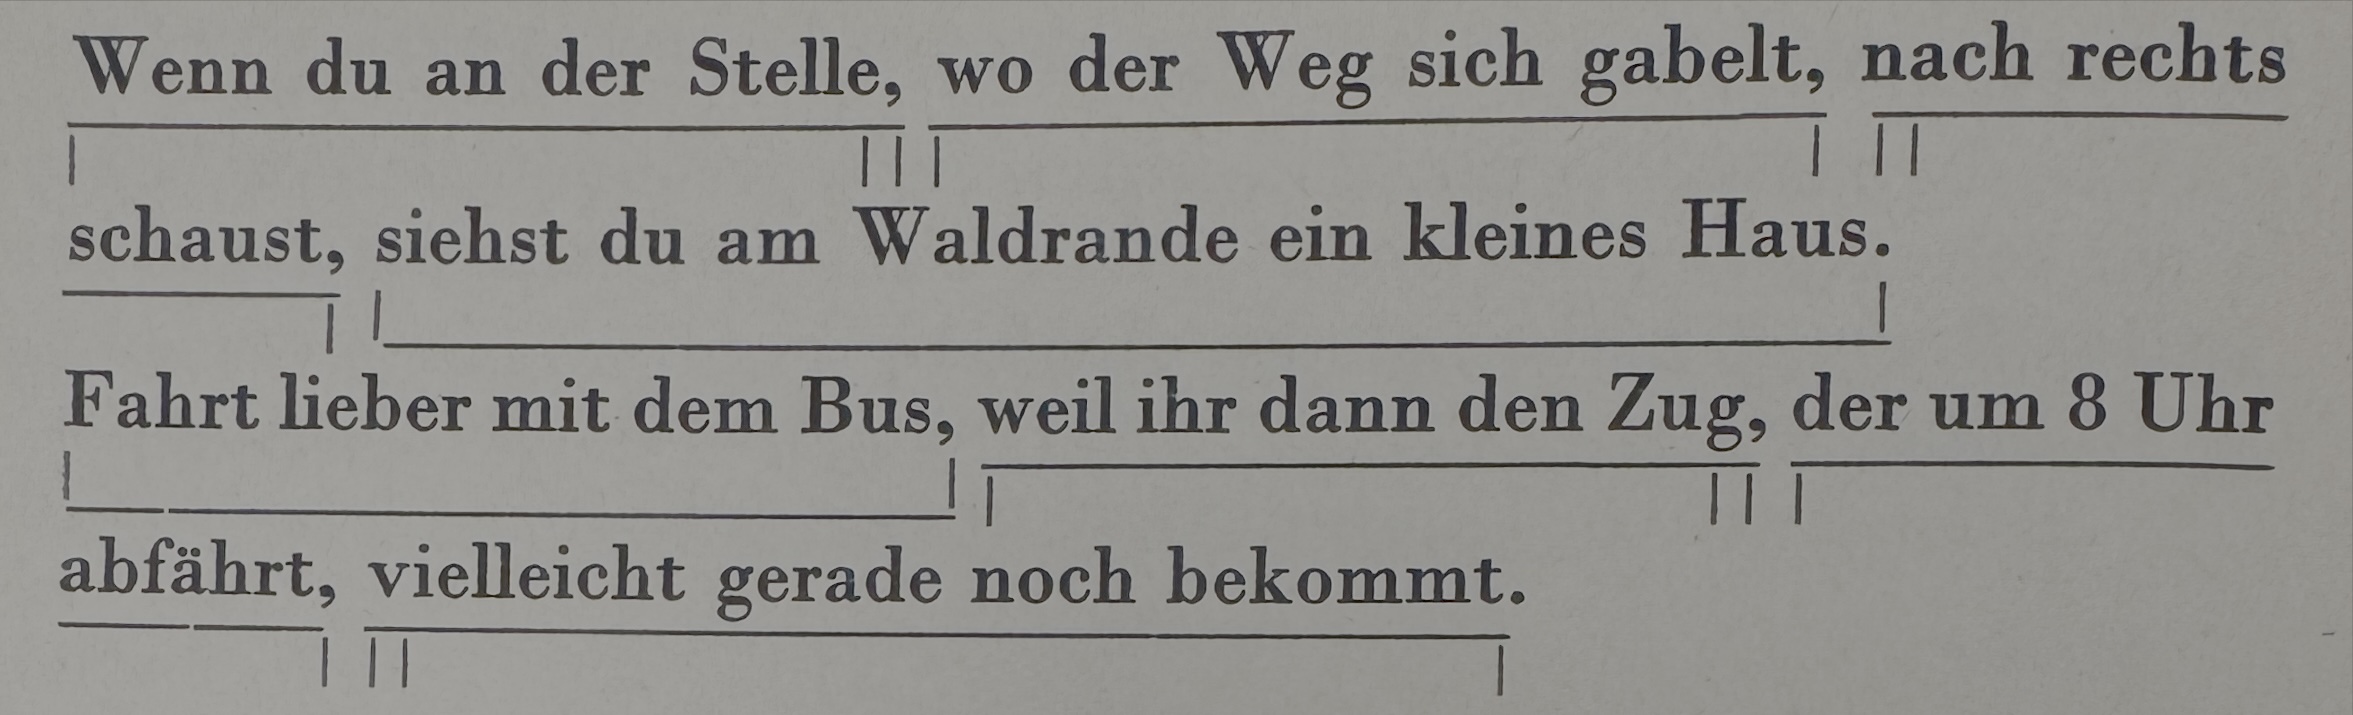 Wenn du an der Stelle, wo der Weg sich gabelt, nach rechts
schaust, siehst du am Waldrande ein kleines Haus.
Fahrt lieber mit dem Bus, weil ihr dann den Zug, der um 8 Uhr
abfährt, vielleicht gerade noch bekommt.